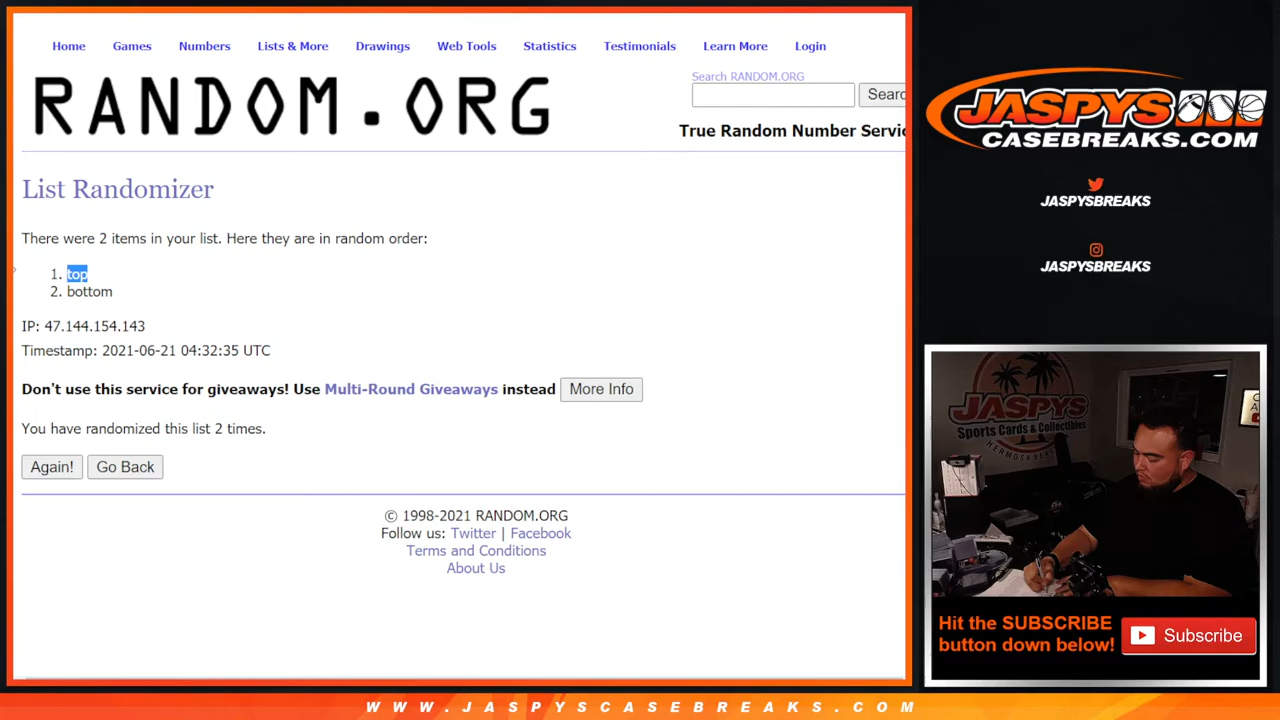 Home Games Numbers Lists & More Drawings Web Tools Statistics Testimonials Learn More Login
RANDOM.ORG
Search RANDOM.ORG
Searc
True Random Number Servic
List Randomizer
There were 2 items in your list. Here they are in random order:
1. top
2. bottom
IP: 47.144.154.143
Timestamp: 2021-06-21 04:32:35 UTC
Don't use this service for giveaways! Use Multi-Round Giveaways instead More Info
You have randomized this list 2 times.
Again! Go Back
© 1998-2021 RANDOM.ORG
Follow us: Twitter | Facebook
Terms and Conditions
About Us
JASPYS
CASEBREAKS.COM
JASPYSBREAKS
JASPYSBREAKS
JASPYS
Sports Cards & Collectibles
HERMOSA BEACH
Hit the SUBSCRIBE
button down below!
Subscribe
WWW.JASPYSCASEBREAKS.COM